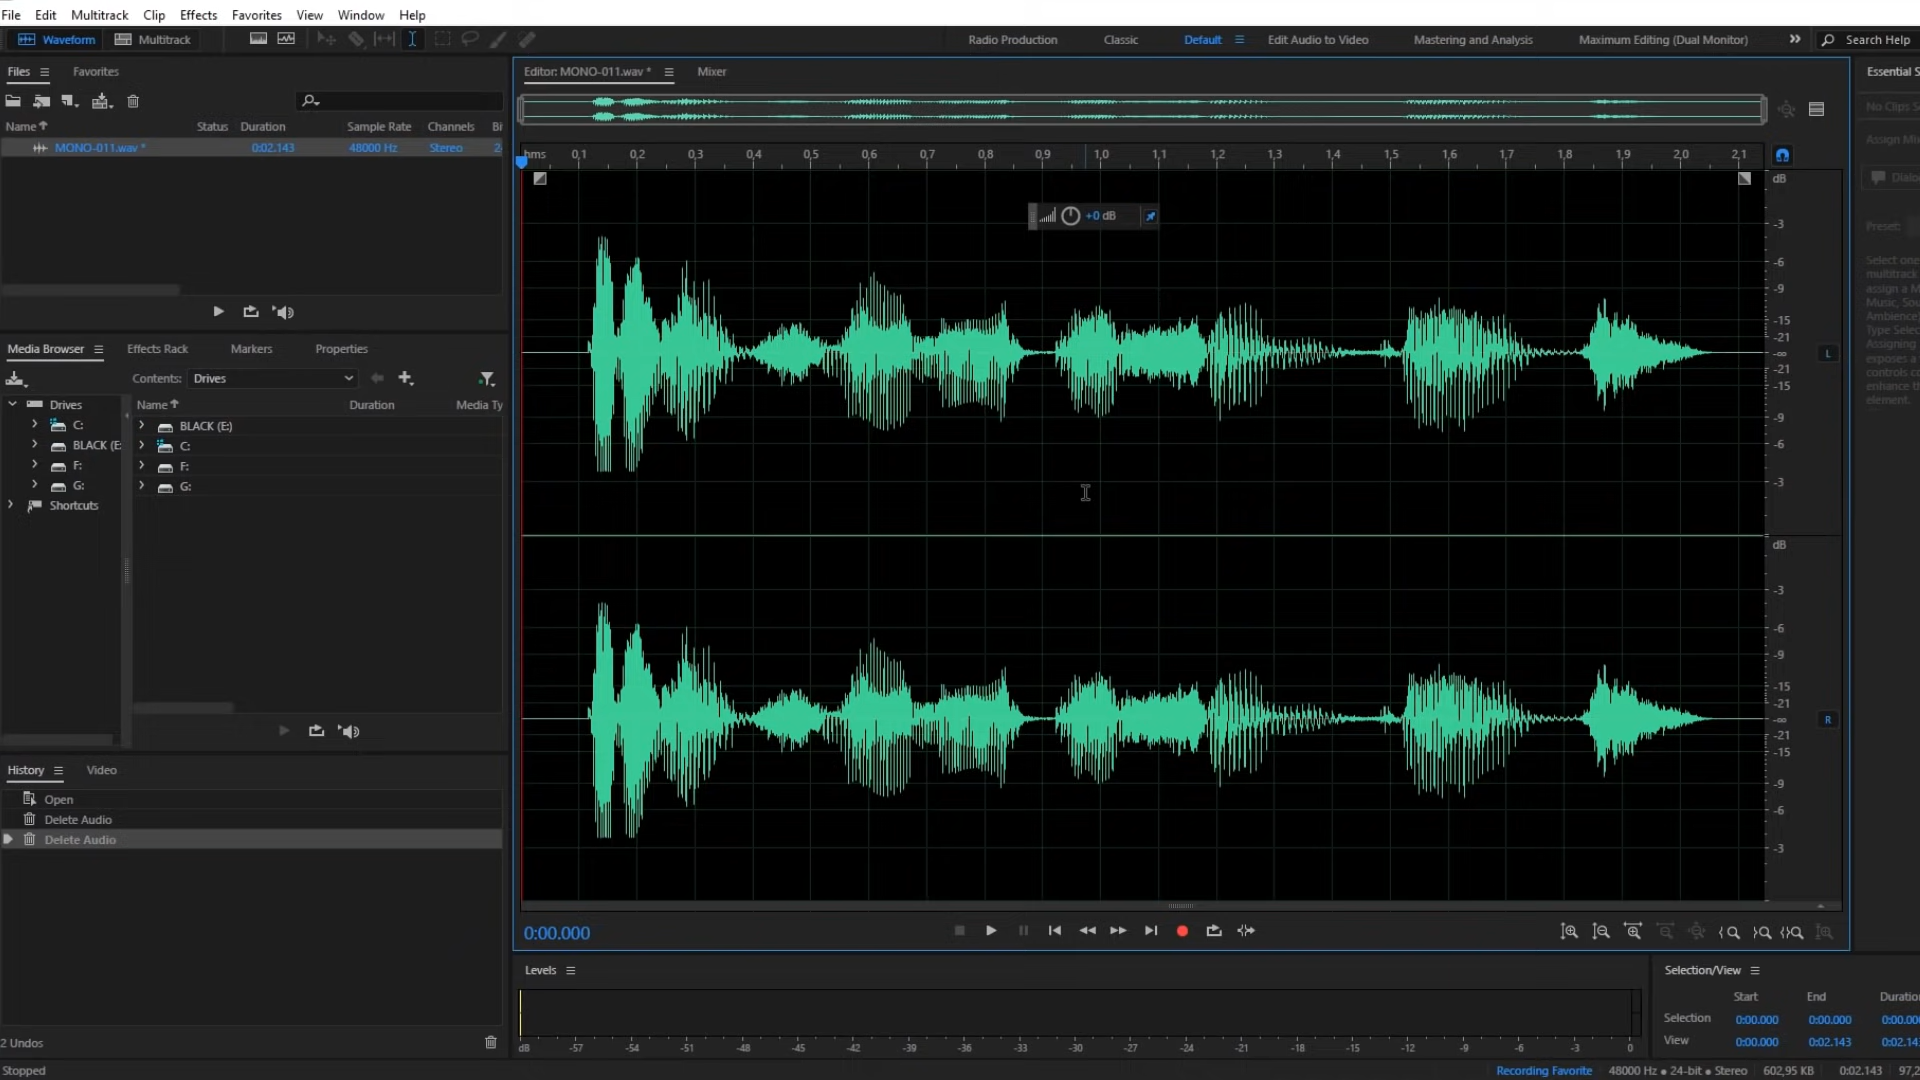 File Edit Multitrack Clip Effects Favorites View Window Help
Waveform Multitrack
Radio Production Classic Default Edit Audio to Video Mastering and Analysis Maximum Editing (Dual Monitor) Search Help
Files Favorites
Name Status Duration Sample Rate Channels Bi
MONO-011.wav * 0:02.143 48000 Hz Stereo 2
Media Browser Effects Rack Markers Properties
Contents: Drives
Drives
C:
BLACK (E:
F:
G:
Shortcuts
Name Duration Media Ty
BLACK (E:)
C:
F:
G:
History Video
Open
Delete Audio
Delete Audio
2 Undos
Stopped
Editor: MONO-011.wav * Mixer
hms 0,1 0,2 0,3 0,4 0,5 0,6 0,7 0,8 0,9 1,0 1,1 1,2 1,3 1,4 1,5 1,6 1,7 1,8 1,9 2,0 2,1
+0 dB
dB
-3
-6
-9
-15
-21
-∞
-21
-15
-9
-6
-3
L
dB
-3
-6
-9
-15
-21
-∞
-21
-15
-9
-6
-3
R
0:00.000
Levels
dB -57 -54 -51 -48 -45 -42 -39 -36 -33 -30 -27 -24 -21 -18 -15 -12 -9 -6 -3 0
Essential S
No Clips S
Assign Mi
Dialo
Preset:
Select one
multitrack
assign a M
Music, Sou
Ambience
Type Selec
Assigning
exposes a
controls co
enhance th
element.
Selection/View
Start End Duratio
Selection 0:00.000 0:00.000 0:00.00
View 0:00.000 0:02.143 0:02.14
Recording Favorite 48000 Hz • 24-bit • Stereo 602,95 KB 0:02.143 97,2